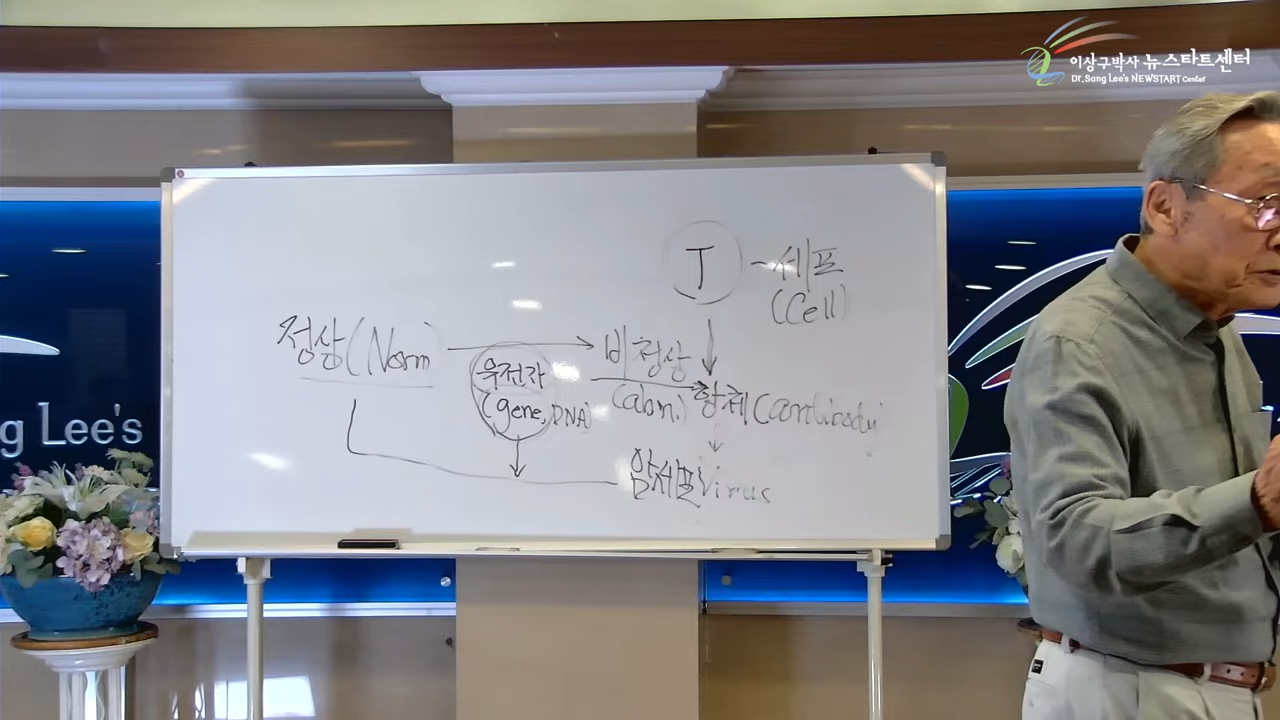 이상구박사 뉴스타트센터
Dr. Sang Lee's NEWSTART Center
T - 세포
(Cell)
정상(Norm)
유전자
(gene, DNA)
비정상
(abn.)
항체(antibody
암세포 Virus
g Lee's